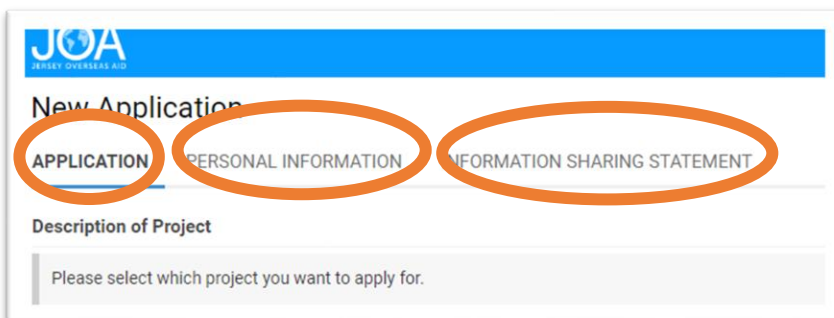 JOA
JERSEY OVERSEAS AID
New Application
APPLICATION PERSONAL INFORMATION INFORMATION SHARING STATEMENT
Description of Project
Please select which project you want to apply for.